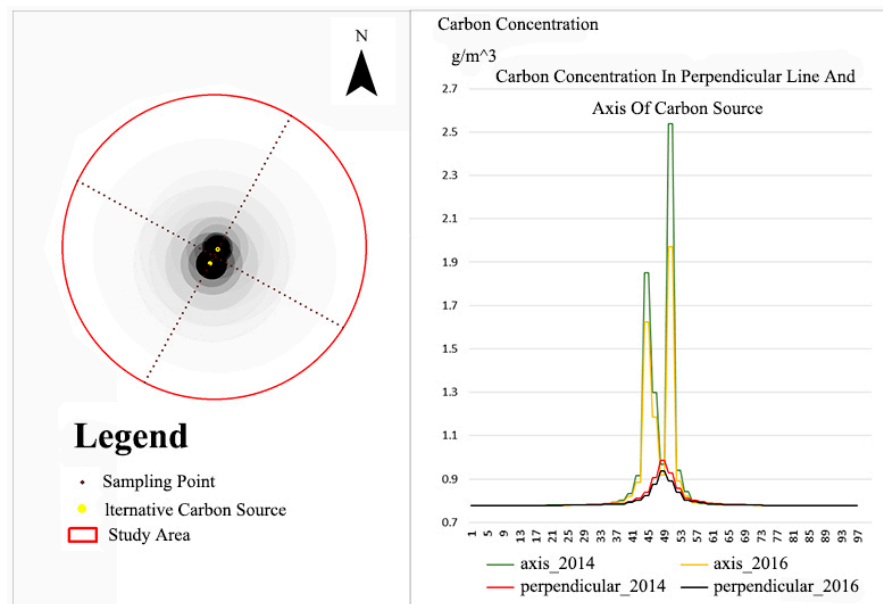 N
Legend
Sampling Point
lternative Carbon Source
Study Area
Carbon Concentration
g/m^3
Carbon Concentration In Perpendicular Line And
Axis Of Carbon Source
2.7
2.5
2.3
2.1
1.9
1.7
1.5
1.3
1.1
0.9
0.7
1 5 9 13 17 21 25 29 33 37 41 45 49 53 57 61 65 69 73 77 81 85 89 93 97
axis_2014 axis_2016
perpendicular_2014 perpendicular_2016